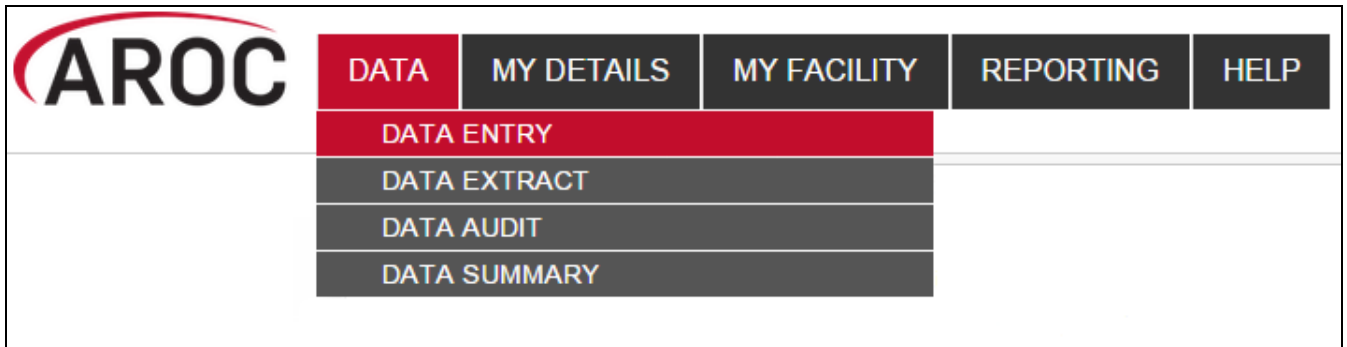 AROC DATA MY DETAILS MY FACILITY REPORTING HELP
DATA ENTRY
DATA EXTRACT
DATA AUDIT
DATA SUMMARY